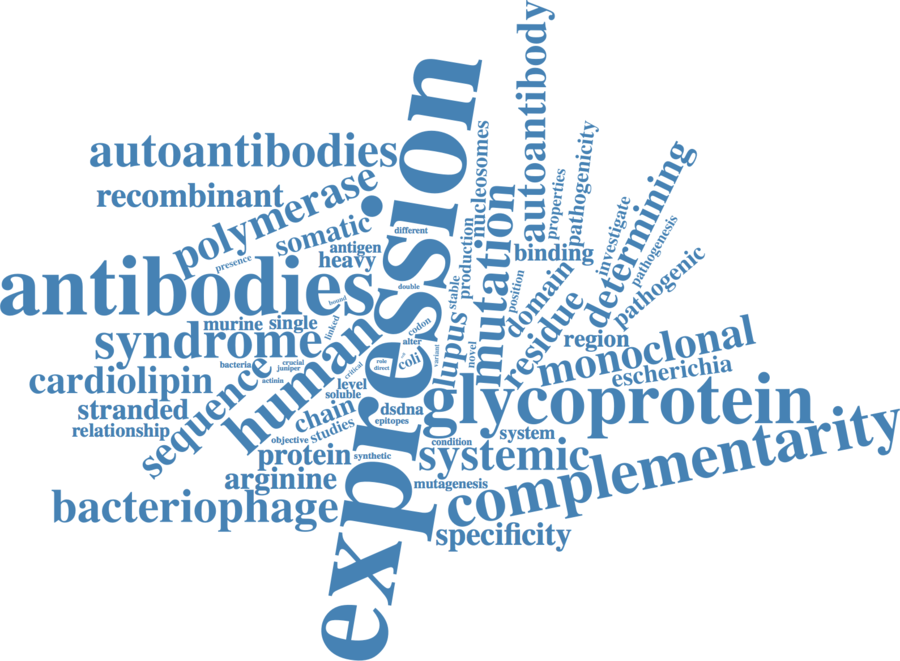 autoantibody
expression
autoantibodies
nucleosomes
pathogenicity
determining
recombinant
polymerase
properties
mutation
investigate
somatic
different
production
pathogenesis
antigen
heavy
binding
presence
antibodies
double
stable
position
domain
pathogenic
bound
residue
murine
single
linked
codon
lupus
region
monoclonal
syndrome
human
alter
variant
novel
escherichia
bacteria
crucial
juniper
role
direct
coli
critical
cardiolipin
sequence
actinin
level
soluble
glycoprotein
stranded
chain
dsdna
epitopes
relationship
objective
studies
condition
system
complementarity
protein
synthetic
systemic
arginine
mutagenesis
bacteriophage
specificity